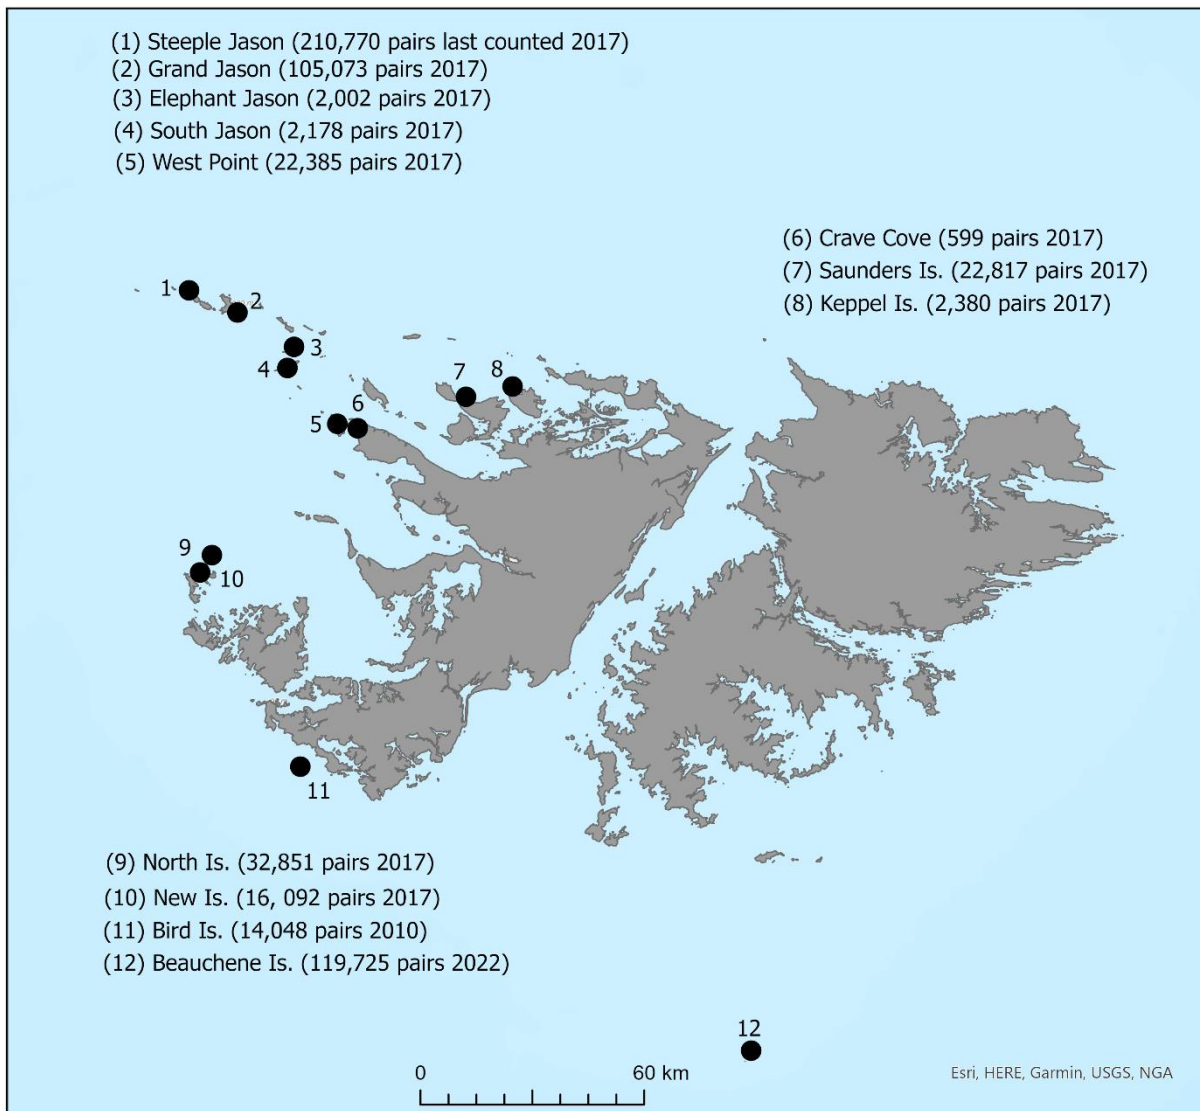 (1) Steeple Jason (210,770 pairs last counted 2017)
(2) Grand Jason (105,073 pairs 2017)
(3) Elephant Jason (2,002 pairs 2017)
(4) South Jason (2,178 pairs 2017)
(5) West Point (22,385 pairs 2017)
(6) Crave Cove (599 pairs 2017)
(7) Saunders Is. (22,817 pairs 2017)
(8) Keppel Is. (2,380 pairs 2017)
1
2
3
4
7
8
6
5
9
10
11
(9) North Is. (32,851 pairs 2017)
(10) New Is. (16, 092 pairs 2017)
(11) Bird Is. (14,048 pairs 2010)
(12) Beauchene Is. (119,725 pairs 2022)
12
0 60 km
Esri, HERE, Garmin, USGS, NGA